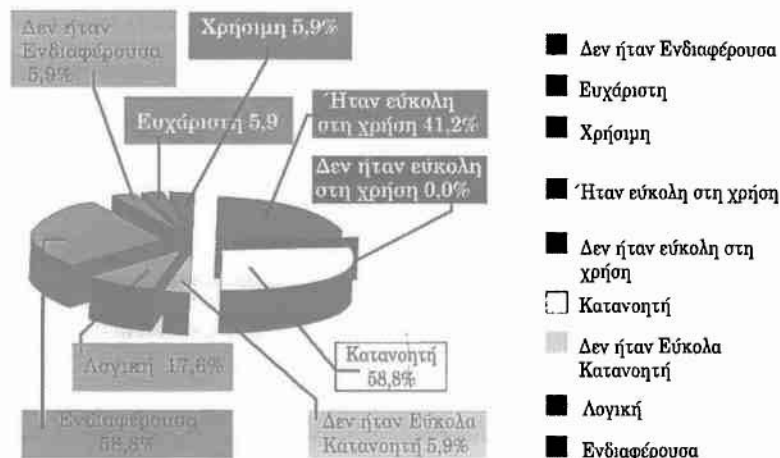 Δεν ήταν
Ενδιαφέρουσα
5,9%
Χρήσιμη 5,9%
Ευχάριστη 5,9
Ήταν εύκολη
στη χρήση 41,2%
Δεν ήταν εύκολη
στη χρήση 0,0%
Λογική 17,6%
Κατανοητή
58,8%
Ενδιαφέρουσα
58,8%
Δεν ήταν Εύκολα
Κατανοητή 5,9%
Δεν ήταν Ενδιαφέρουσα
Ευχάριστη
Χρήσιμη
Ήταν εύκολη στη χρήση
Δεν ήταν εύκολη στη
χρήση
Κατανοητή
Δεν ήταν Εύκολα
Κατανοητή
Λογική
Ενδιαφέρουσα